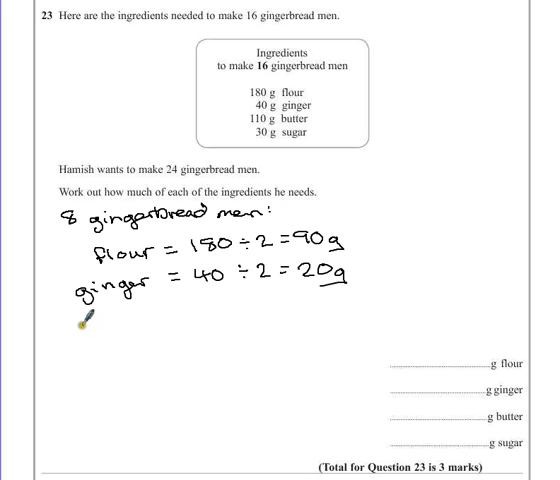 23 Here are the ingredients needed to make 16 gingerbread men.
Ingredients
to make 16 gingerbread men
180 g flour
40 g ginger
110 g butter
30 g sugar
Hamish wants to make 24 gingerbread men.
Work out how much of each of the ingredients he needs.
8 gingerbread men:
flour = 180 ÷ 2 = 90g
ginger = 40 ÷ 2 = 20g
..............................g flour
..............................g ginger
..............................g butter
..............................g sugar
(Total for Question 23 is 3 marks)